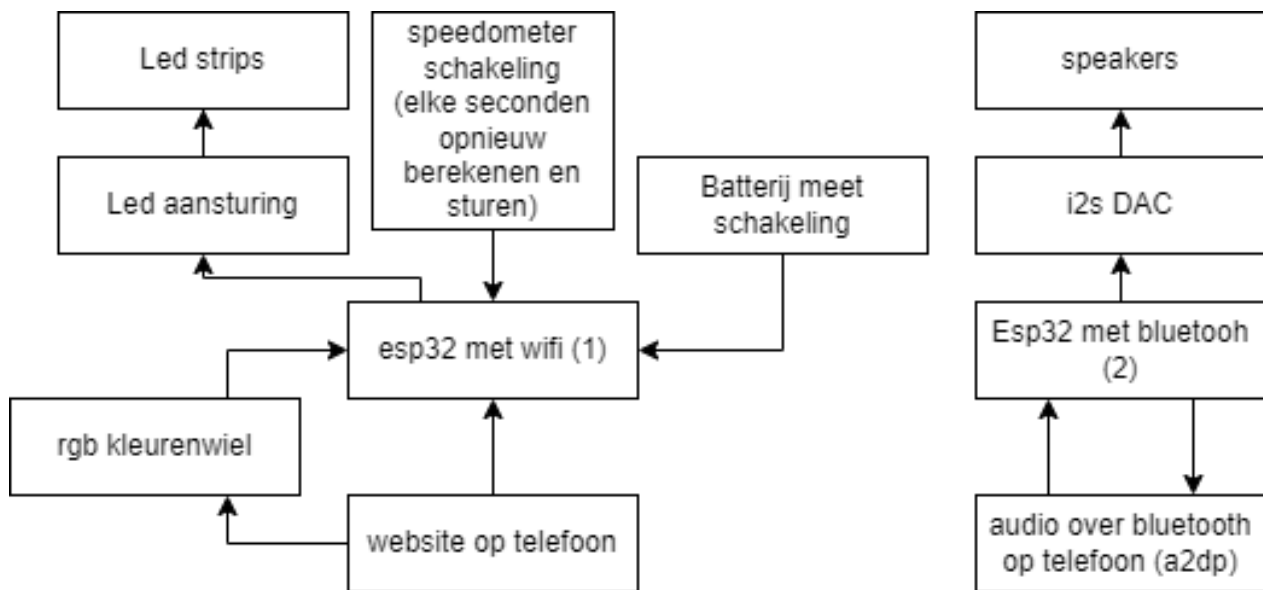 Led strips
speedometer
schakeling
(elke seconden
opnieuw
berekenen en
sturen)
speakers
Led aansturing
Batterij meet
schakeling
i2s DAC
esp32 met wifi (1)
Esp32 met bluetooh
(2)
rgb kleurenwiel
website op telefoon
audio over bluetooth
op telefoon (a2dp)